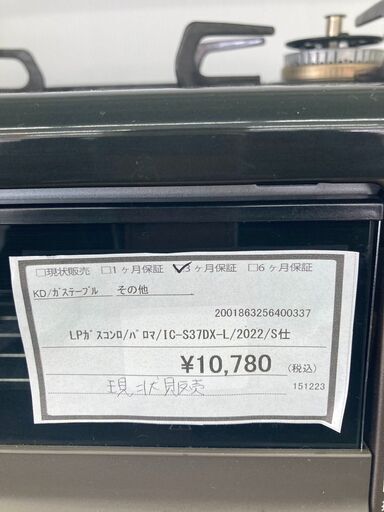 □現状販売 □1ヶ月保証 ☑3ヶ月保証 □6ヶ月保証
KD/ガステーブル その他
2001863256400337
LPガスコンロ/パロマ/IC-S37DX-L/2022/S仕
¥10,780 (税込)
現状販売 151223